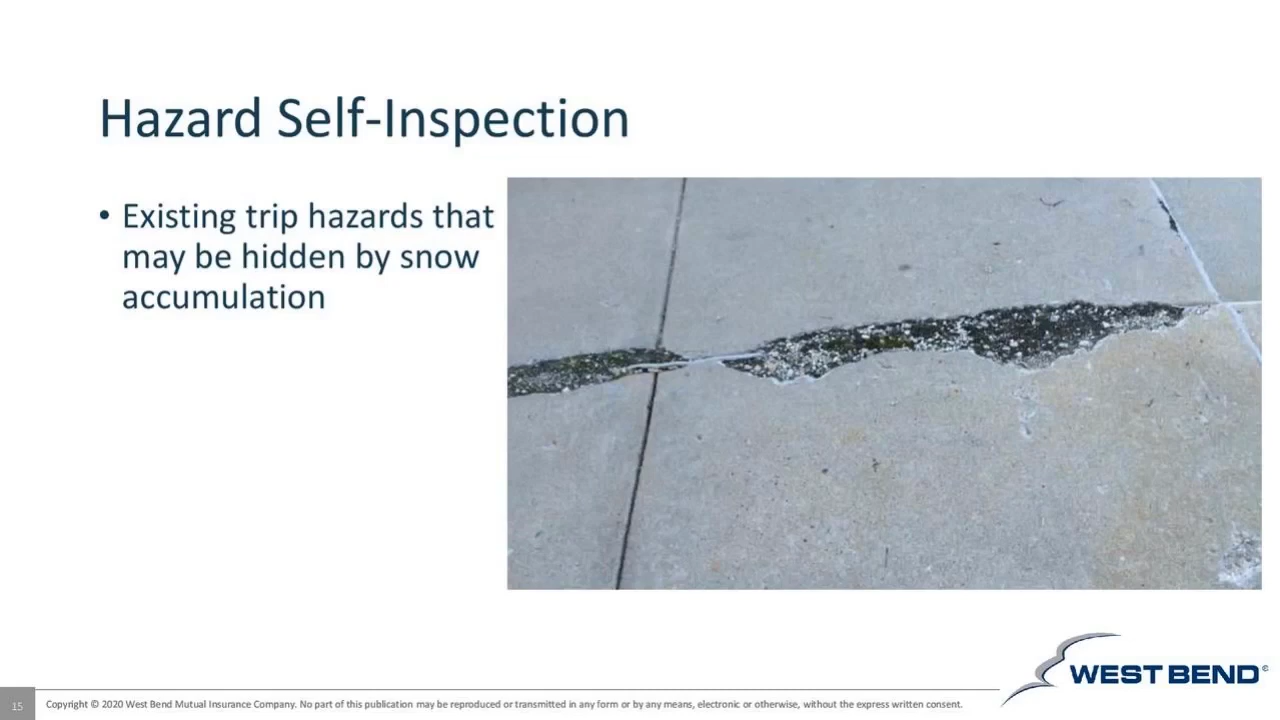 Hazard Self-Inspection
• Existing trip hazards that
may be hidden by snow
accumulation
WEST BEND®
15
Copyright © 2020 West Bend Mutual Insurance Company. No part of this publication may be reproduced or transmitted in any form or by any means, electronic or otherwise, without the express written consent.